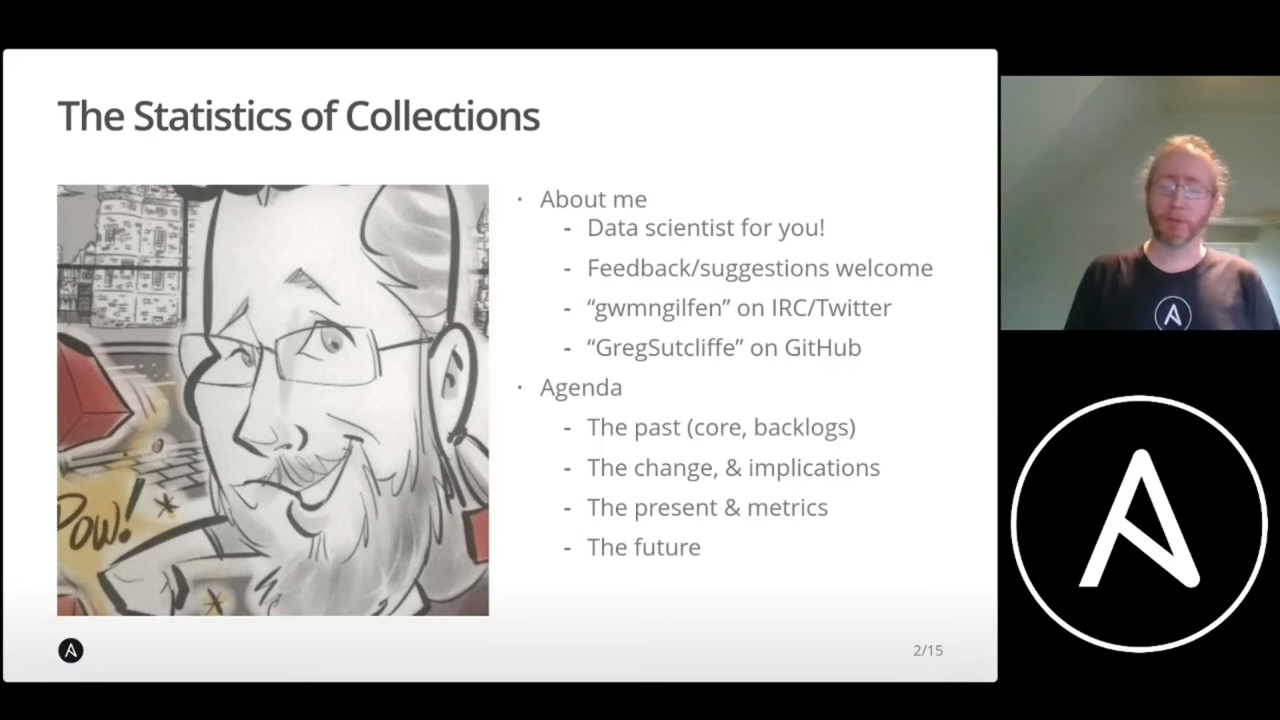 The Statistics of Collections
· About me
- Data scientist for you!
- Feedback/suggestions welcome
- “gwmngilfen” on IRC/Twitter
- “GregSutcliffe” on GitHub
· Agenda
- The past (core, backlogs)
- The change, & implications
- The present & metrics
- The future
POW!
2/15